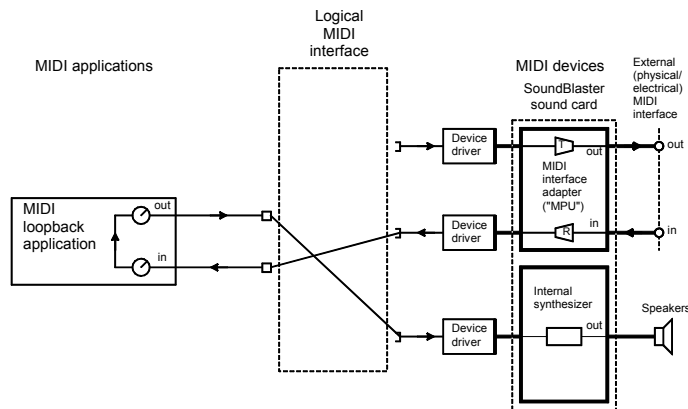 Logical
MIDI
interface
MIDI applications
MIDI devices
External
(physical/
electrical)
MIDI
interface
SoundBlaster
sound card
Device
driver
T
out
out
MIDI
interface
adapter
("MPU")
MIDI
loopback
application
out
in
Device
driver
R
in
in
Internal
synthesizer
Speakers
Device
driver
out